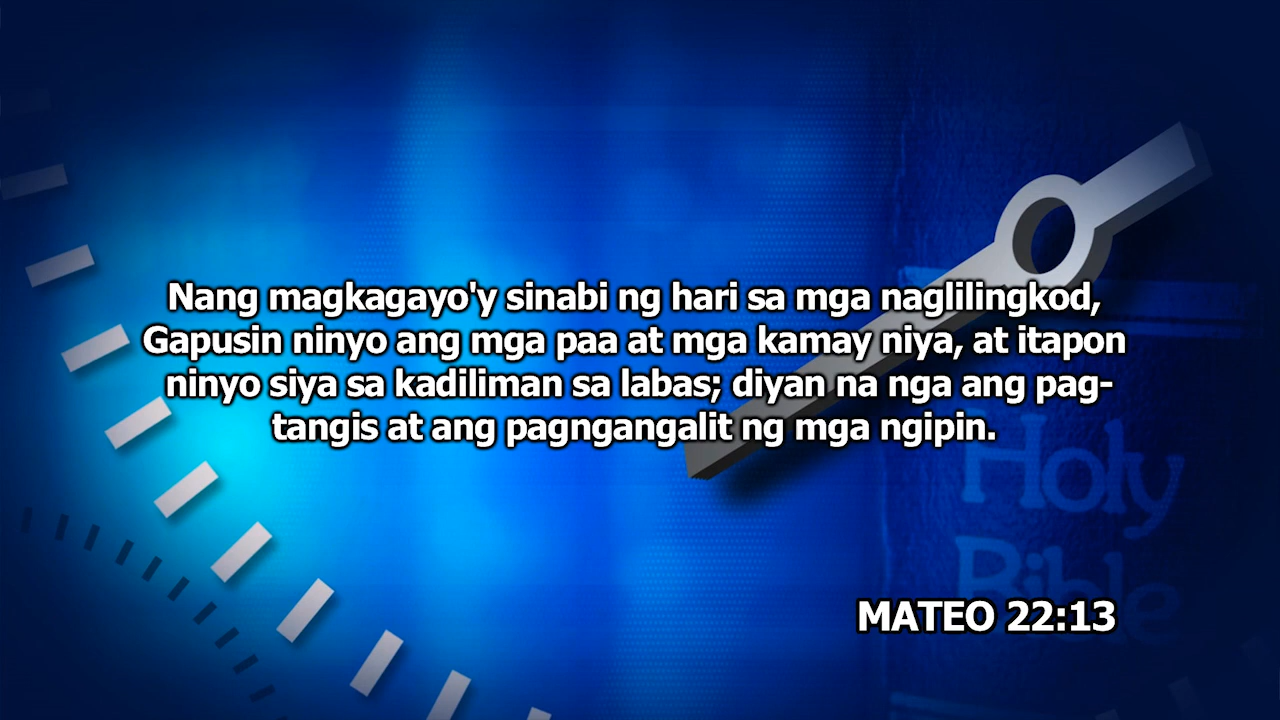 Nang magkagayo'y sinabi ng hari sa mga naglilingkod,
Gapusin ninyo ang mga paa at mga kamay niya, at itapon
ninyo siya sa kadiliman sa labas; diyan na nga ang pag-
tangis at ang pagngangalit ng mga ngipin.
Holy
Bible
MATEO 22:13